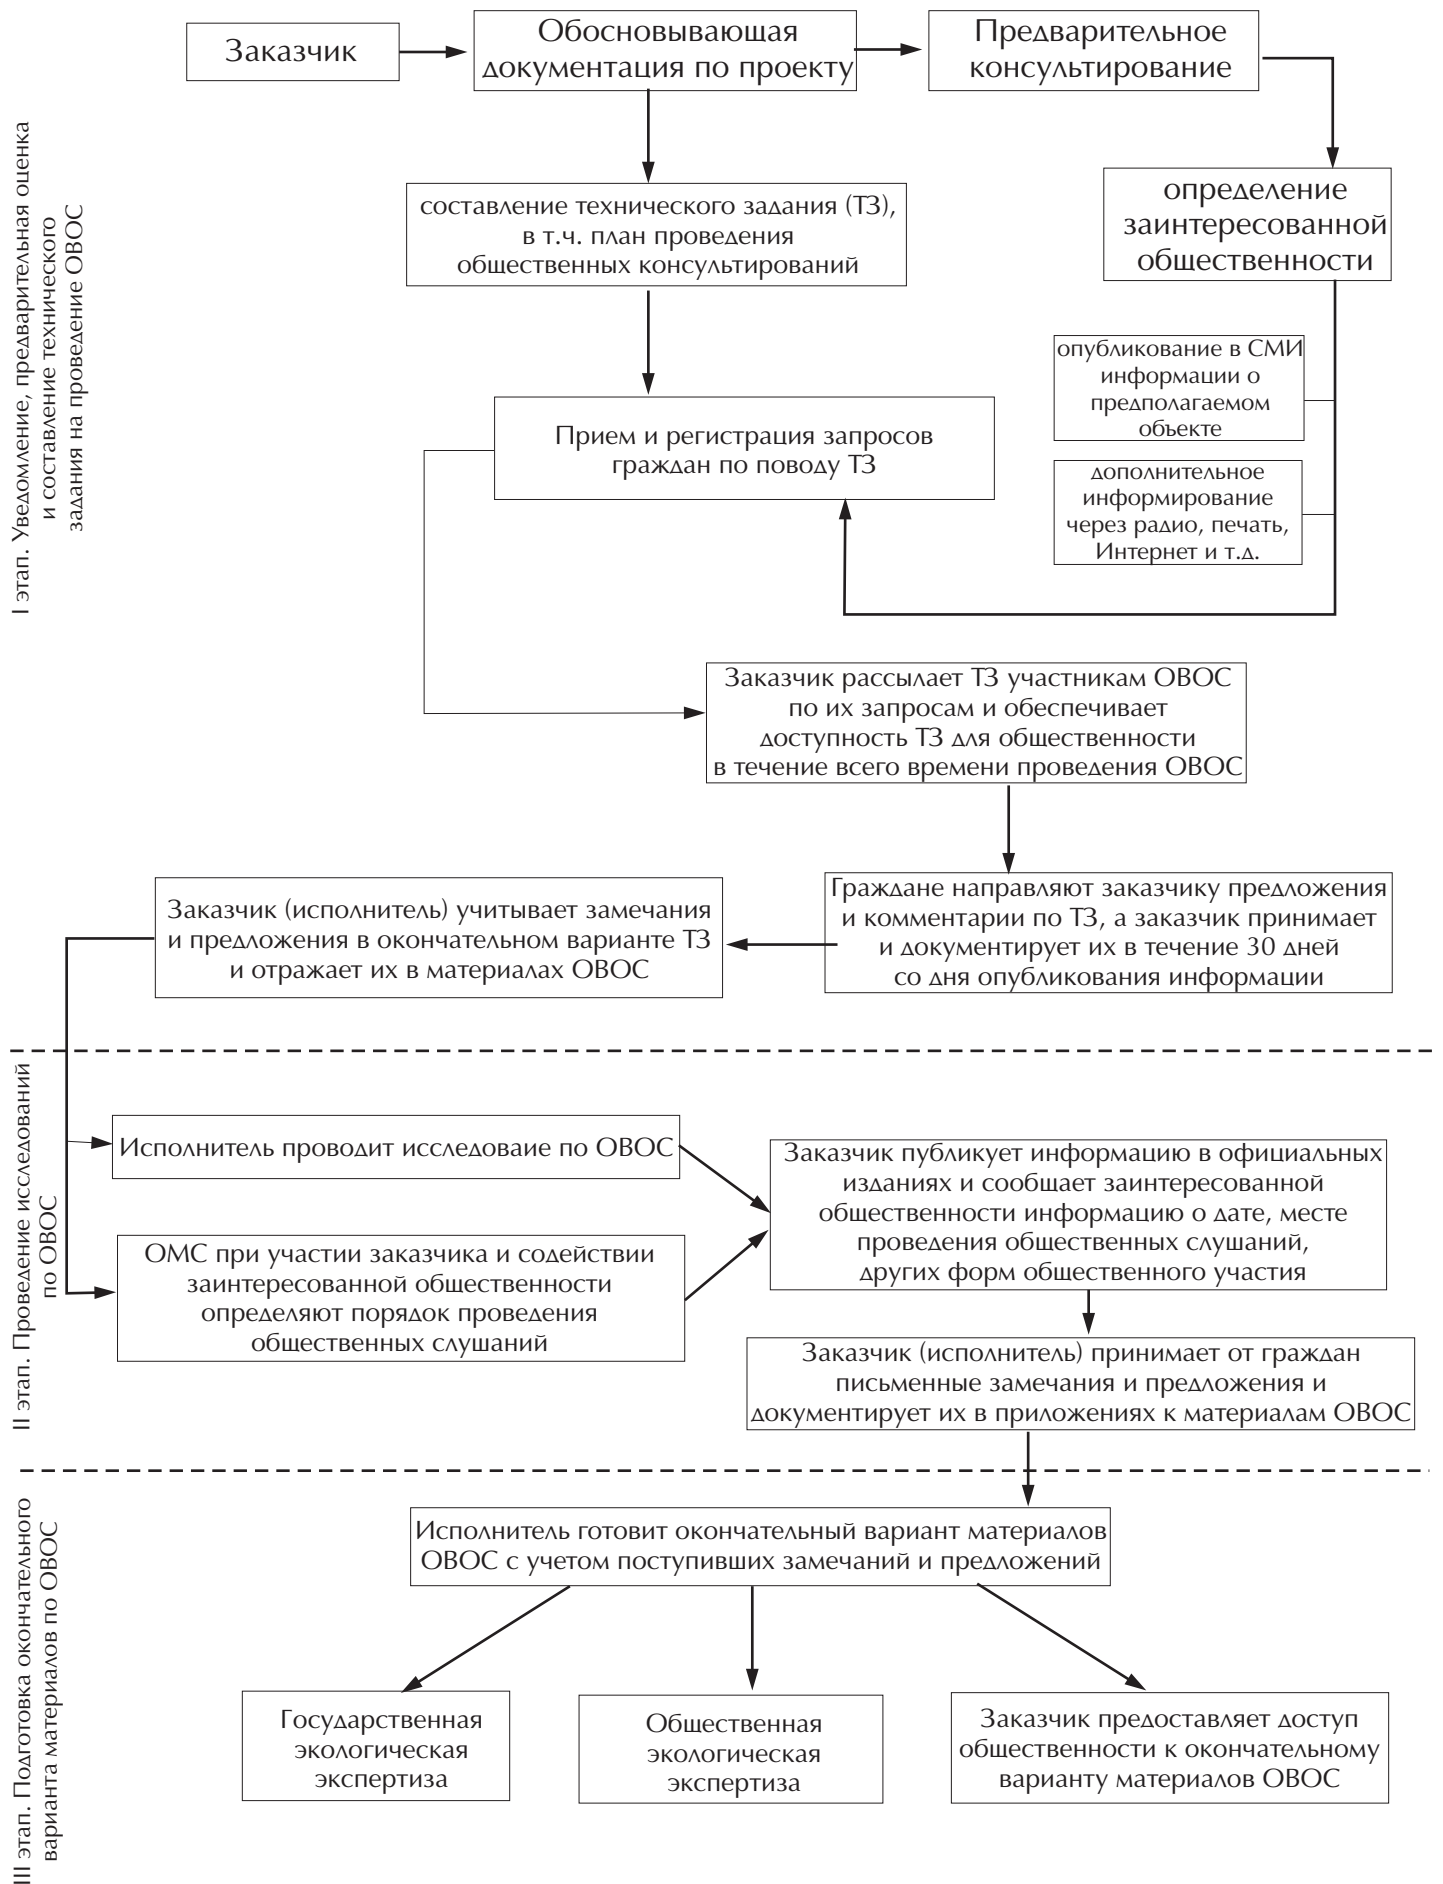 Заказчик
Обосновывающая
документация по проекту
Предварительное
консультирование
I этап. Уведомление, предварительная оценка
и составление технического
задания на проведение ОВОС
составление технического задания (ТЗ),
в т.ч. план проведения
общественных консультирований
определение
заинтересованной
общественности
опубликование в СМИ
информации о
предполагаемом
объекте
Прием и регистрация запросов
граждан по поводу ТЗ
дополнительное
информирование
через радио, печать,
Интернет и т.д.
Заказчик рассылает ТЗ участникам ОВОС
по их запросам и обеспечивает
доступность ТЗ для общественности
в течение всего времени проведения ОВОС
Граждане направляют заказчику предложения
и комментарии по ТЗ, а заказчик принимает
и документирует их в течение 30 дней
со дня опубликования информации
Заказчик (исполнитель) учитывает замечания
и предложения в окончательном варианте ТЗ
и отражает их в материалах ОВОС
II этап. Проведение исследований
по ОВОС
Исполнитель проводит исследоваие по ОВОС
ОМС при участии заказчика и содействии
заинтересованной общественности
определяют порядок проведения
общественных слушаний
Заказчик публикует информацию в официальных
изданиях и сообщает заинтересованной
общественности информацию о дате, месте
проведения общественных слушаний,
других форм общественного участия
Заказчик (исполнитель) принимает от граждан
письменные замечания и предложения и
документирует их в приложениях к материалам ОВОС
III этап. Подготовка окончательного
варианта материалов по ОВОС
Исполнитель готовит окончательный вариант материалов
ОВОС с учетом поступивших замечаний и предложений
Государственная
экологическая
экспертиза
Общественная
экологическая
экспертиза
Заказчик предоставляет доступ
общественности к окончательному
варианту материалов ОВОС